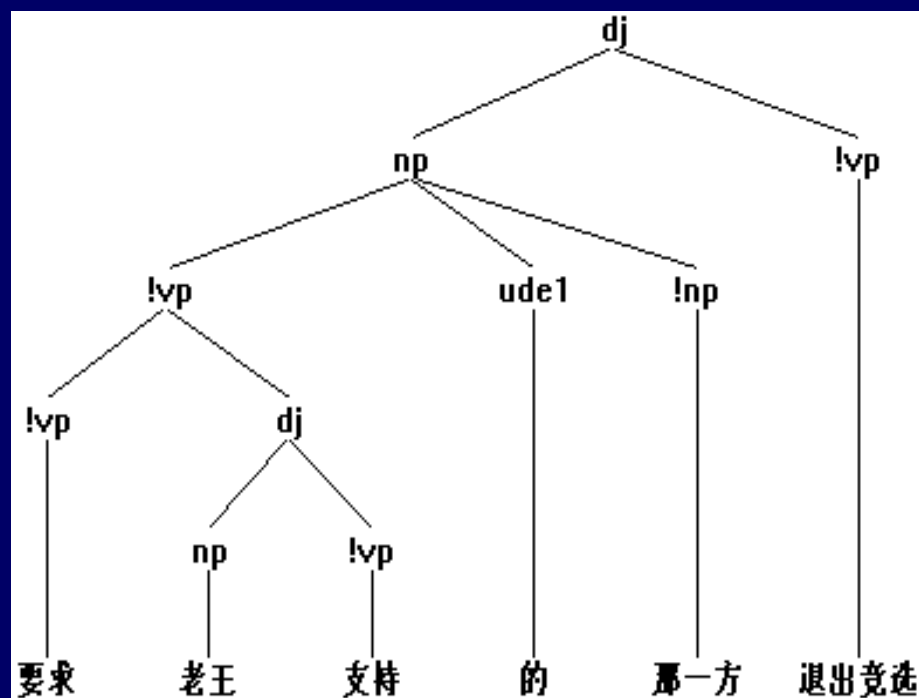 dj
np !vp
!vp ude1 !np
!vp dj
np !vp
要求 老王 支持 的 那一方 退出竞选